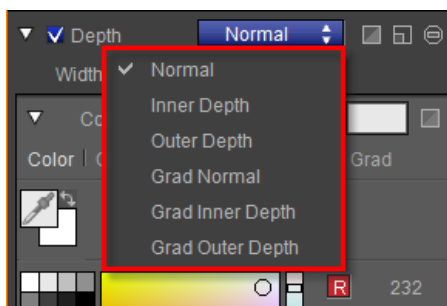 Depth Normal
Width
Normal
Inner Depth
Outer Depth
Grad Normal
Grad Inner Depth
Grad Outer Depth
Co
Color
Grad
R 232